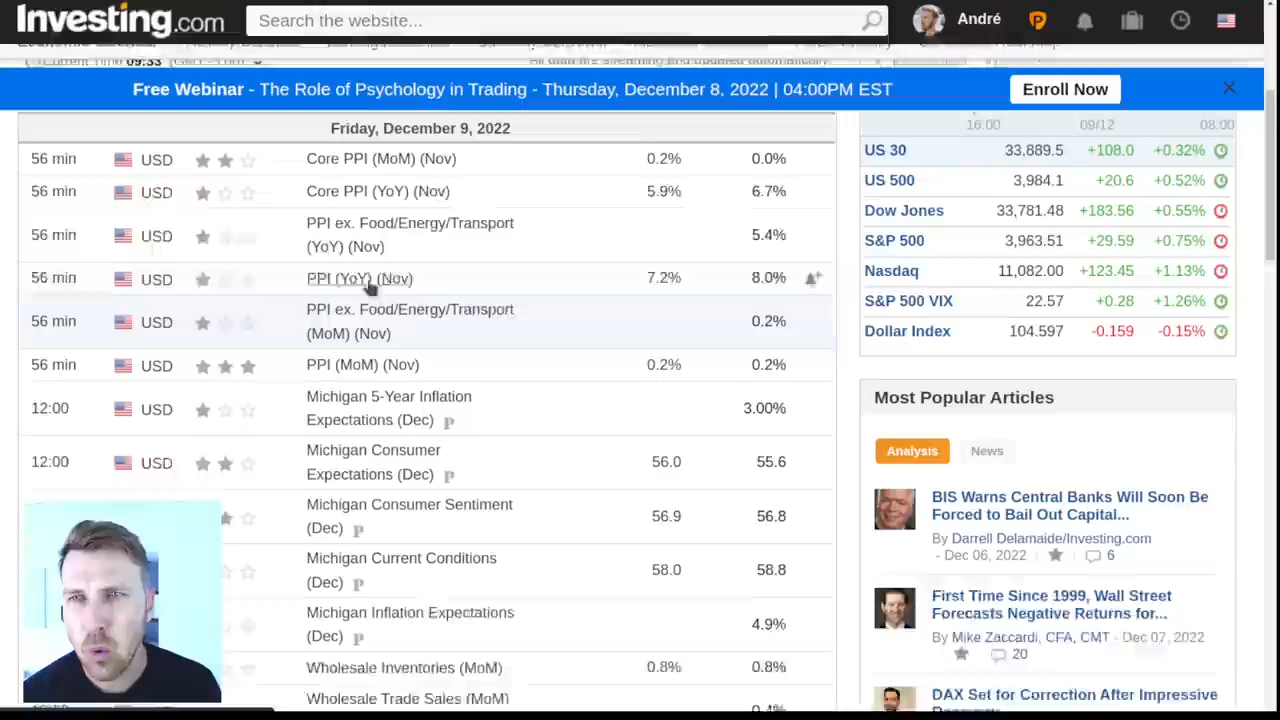 Investing.com
Search the website...
André
Current Time 09:33
Free Webinar - The Role of Psychology in Trading - Thursday, December 8, 2022 | 04:00PM EST
Enroll Now
Friday, December 9, 2022
56 min USD Core PPI (MoM) (Nov) 0.2% 0.0%
56 min USD Core PPI (YoY) (Nov) 5.9% 6.7%
56 min USD PPI ex. Food/Energy/Transport
(YoY) (Nov) 5.4%
56 min USD PPI (YoY) (Nov) 7.2% 8.0%
56 min USD PPI ex. Food/Energy/Transport
(MoM) (Nov) 0.2%
56 min USD PPI (MoM) (Nov) 0.2% 0.2%
12:00 USD Michigan 5-Year Inflation
Expectations (Dec) P 3.00%
12:00 USD Michigan Consumer
Expectations (Dec) P 56.0 55.6
Michigan Consumer Sentiment
(Dec) P 56.9 56.8
Michigan Current Conditions
(Dec) P 58.0 58.8
Michigan Inflation Expectations
(Dec) P 4.9%
Wholesale Inventories (MoM) 0.8% 0.8%
Wholesale Trade Sales (MoM)
16:00 09/12 08:00
US 30 33,889.5 +108.0 +0.32%
US 500 3,984.1 +20.6 +0.52%
Dow Jones 33,781.48 +183.56 +0.55%
S&P 500 3,963.51 +29.59 +0.75%
Nasdaq 11,082.00 +123.45 +1.13%
S&P 500 VIX 22.57 +0.28 +1.26%
Dollar Index 104.597 -0.159 -0.15%
Most Popular Articles
Analysis
News
BIS Warns Central Banks Will Soon Be
Forced to Bail Out Capital...
By Darrell Delamaide/Investing.com
- Dec 06, 2022 6
First Time Since 1999, Wall Street
Forecasts Negative Returns for...
By Mike Zaccardi, CFA, CMT - Dec 07, 2022
20
DAX Set for Correction After Impressive